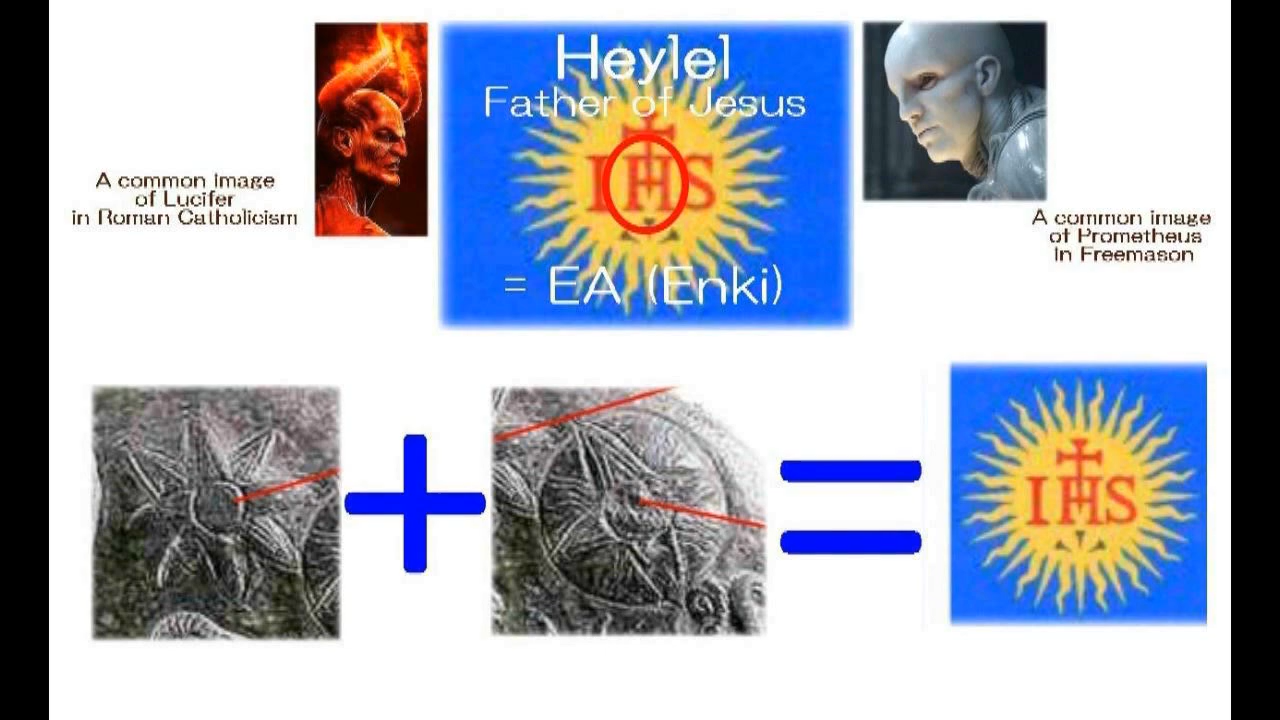 Heylel
Father of Jesus
IHS
= EA (Enki)
A common image
of Lucifer
in Roman Catholicism
A common image
of Prometheus
in Freemason
IHS